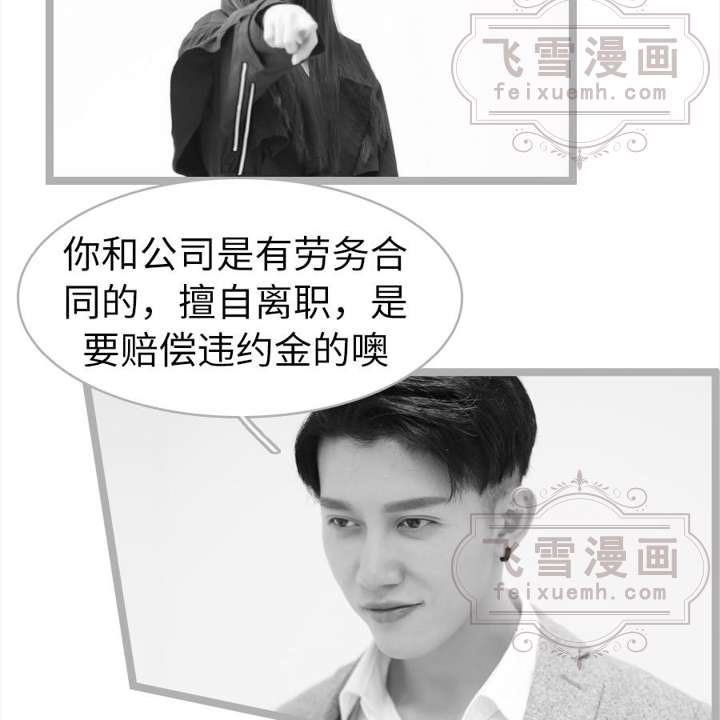 飞雪漫画
feixuemh.com
你和公司是有劳务合
同的，擅自离职，是
要赔偿违约金的噢
飞雪漫画
feixuemh.com